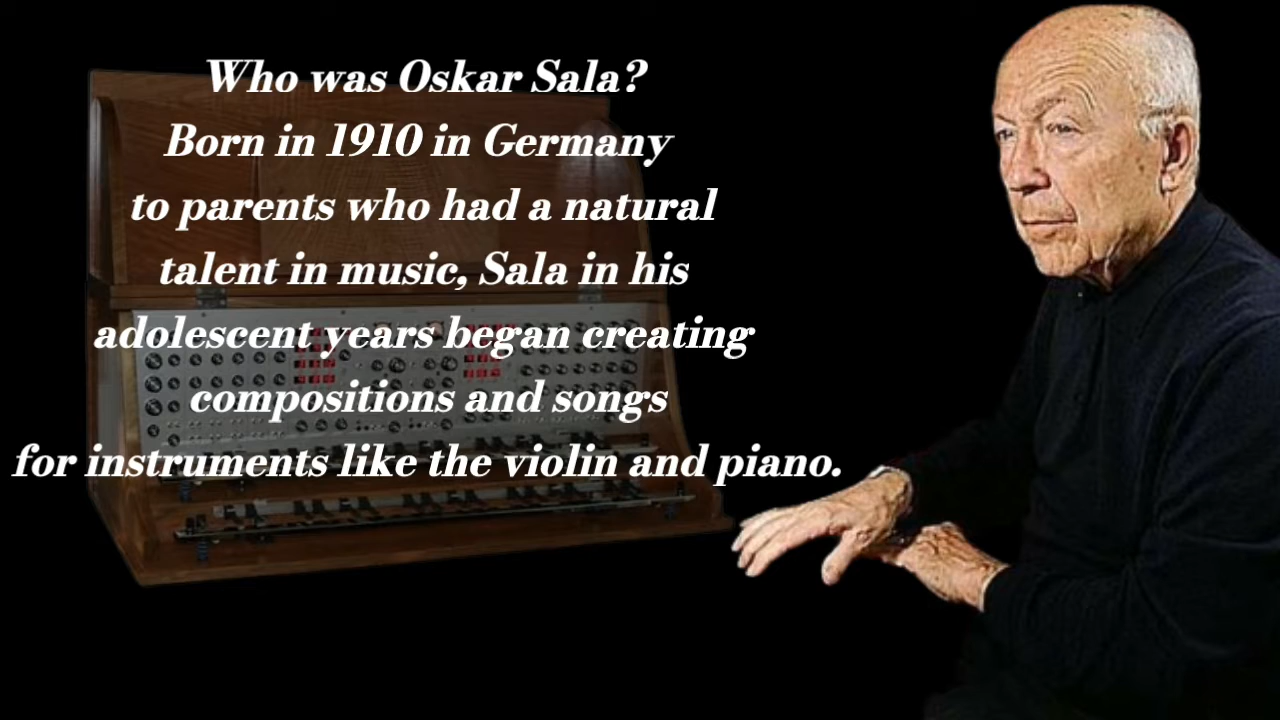 Who was Oskar Sala?
Born in 1910 in Germany
to parents who had a natural
talent in music, Sala in his
adolescent years began creating
compositions and songs
for instruments like the violin and piano.